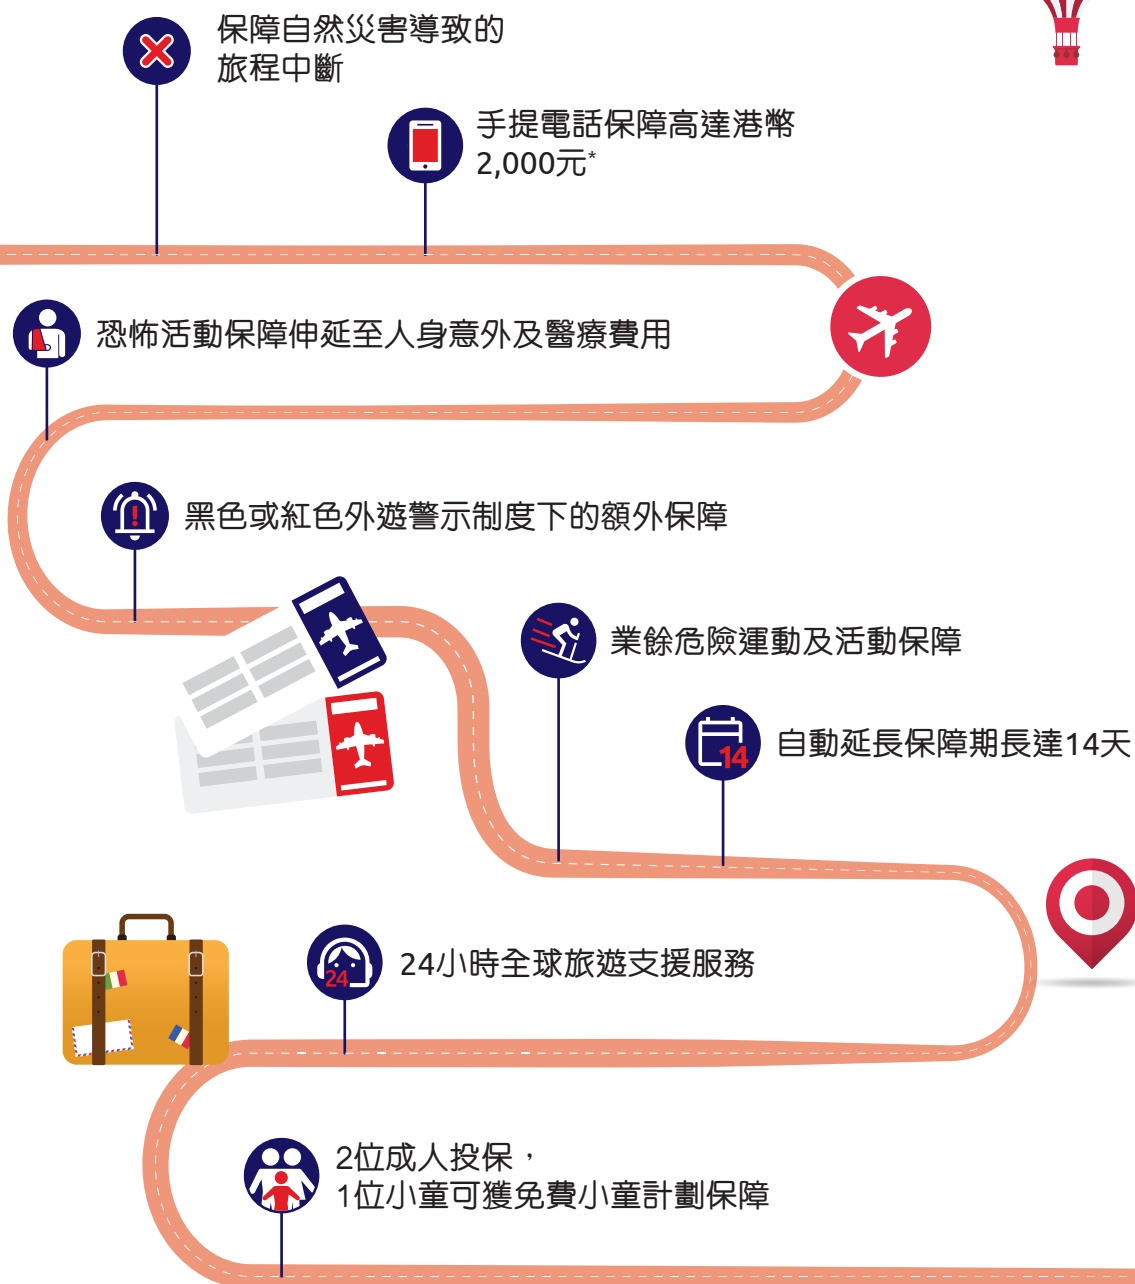 保障自然災害導致的
旅程中斷
手提電話保障高達港幣
2,000元*
恐怖活動保障伸延至人身意外及醫療費用
!
黑色或紅色外遊警示制度下的額外保障
業餘危險運動及活動保障
14
自動延長保障期長達14天
24
24小時全球旅遊支援服務
2位成人投保，
1位小童可獲免費小童計劃保障